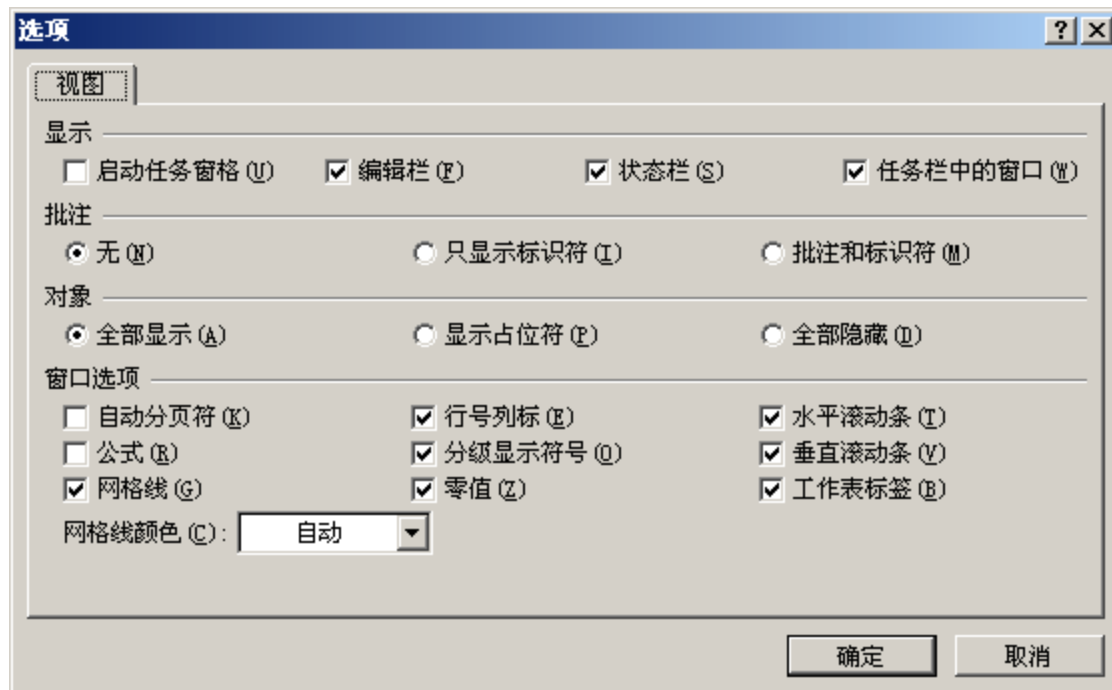 选项
视图
显示
启动任务窗格(U) 编辑栏(F) 状态栏(S) 任务栏中的窗口(W)
批注
无(N) 只显示标识符(I) 批注和标识符(M)
对象
全部显示(A) 显示占位符(P) 全部隐藏(D)
窗口选项
自动分页符(K) 行号列标(E) 水平滚动条(T)
公式(R) 分级显示符号(O) 垂直滚动条(V)
网格线(G) 零值(Z) 工作表标签(B)
网格线颜色(C): 自动
确定 取消